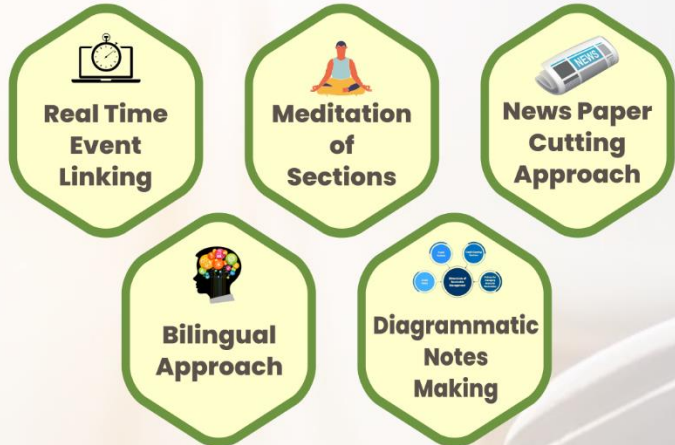 Real Time
Event
Linking
Meditation
of
Sections
NEWS
News Paper
Cutting
Approach
Bilingual
Approach
Diagrammatic
Notes
Making